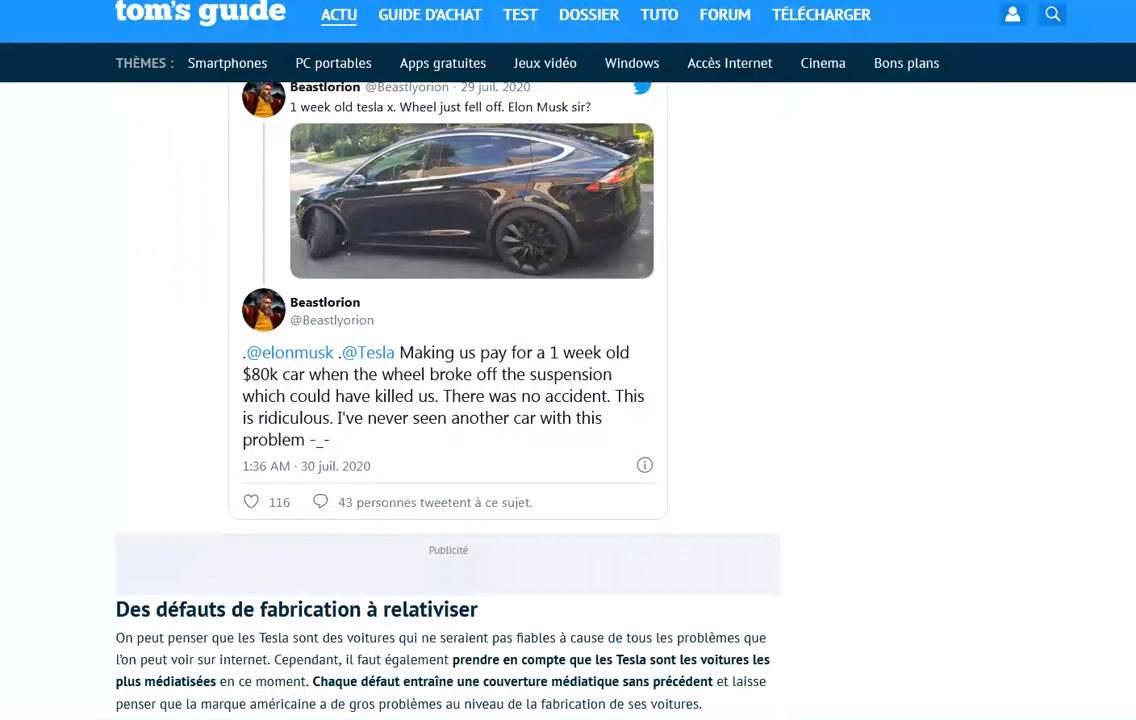 tom's guide
ACTU GUIDE D'ACHAT TEST DOSSIER TUTO FORUM TÉLÉCHARGER
THÈMES : Smartphones PC portables Apps gratuites Jeux vidéo Windows Accès Internet Cinema Bons plans
Beastlorion @Beastlyorion · 29 juil. 2020
1 week old tesla x. Wheel just fell off. Elon Musk sir?
Beastlorion
@Beastlyorion
.@elonmusk .@Tesla Making us pay for a 1 week old
$80k car when the wheel broke off the suspension
which could have killed us. There was no accident. This
is ridiculous. I've never seen another car with this
problem -_-
1:36 AM · 30 juil. 2020
116 43 personnes tweetent à ce sujet.
Publicité
Des défauts de fabrication à relativiser
On peut penser que les Tesla sont des voitures qui ne seraient pas fiables à cause de tous les problèmes que
l'on peut voir sur internet. Cependant, il faut également prendre en compte que les Tesla sont les voitures les
plus médiatisées en ce moment. Chaque défaut entraîne une couverture médiatique sans précédent et laisse
penser que la marque américaine a de gros problèmes au niveau de la fabrication de ses voitures.